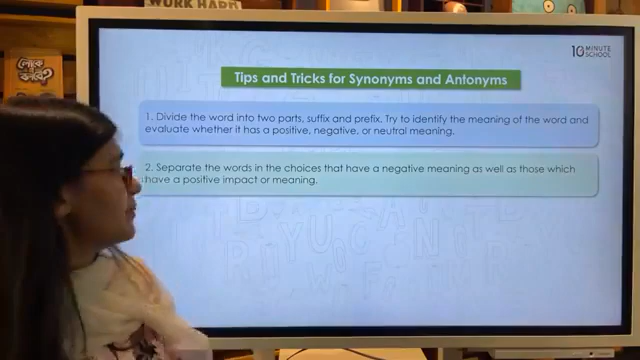 WORK HARD
10 MINUTE
SCHOOL
লোকে
কি
বলবে?
Tips and Tricks for Synonyms and Antonyms
1. Divide the word into two parts, suffix and prefix. Try to identify the meaning of the word and
evaluate whether it has a positive, negative, or neutral meaning.
2. Separate the words in the choices that have a negative meaning as well as those which
have a positive impact or meaning.